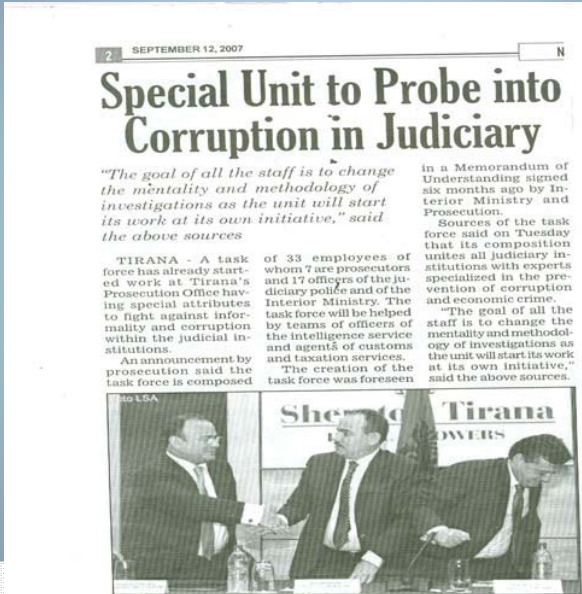 2 SEPTEMBER 12, 2007 N
Special Unit to Probe into
Corruption in Judiciary
"The goal of all the staff is to change
the mentality and methodology of
investigations as the unit will start
its work at its own initiative," said
the above sources
TIRANA - A task
force has already start-
ed work at Tirana's
Prosecution Office hav-
ing special attributes
to fight against infor-
mality and corruption
within the judicial in-
stitutions.
An announcement by
prosecution said the
task force is composed
of 33 employees of
whom 7 are prosecutors
and 17 officers of the ju-
diciary police and of the
Interior Ministry. The
task force will be helped
by teams of officers of
the intelligence service
and agents of customs
and taxation services.
The creation of the
task force was foreseen
in a Memorandum of
Understanding signed
six months ago by In-
terior Ministry and
Prosecution.
Sources of the task
force said on Tuesday
that its composition
unites all judiciary in-
stitutions with experts
specialized in the pre-
vention of corruption
and economic crime.
"The goal of all the
staff is to change the
mentality and methodol-
ogy of investigations as
the unit will start its work
at its own initiative,"
said the above sources.
to LSA
Tirana
OWERS